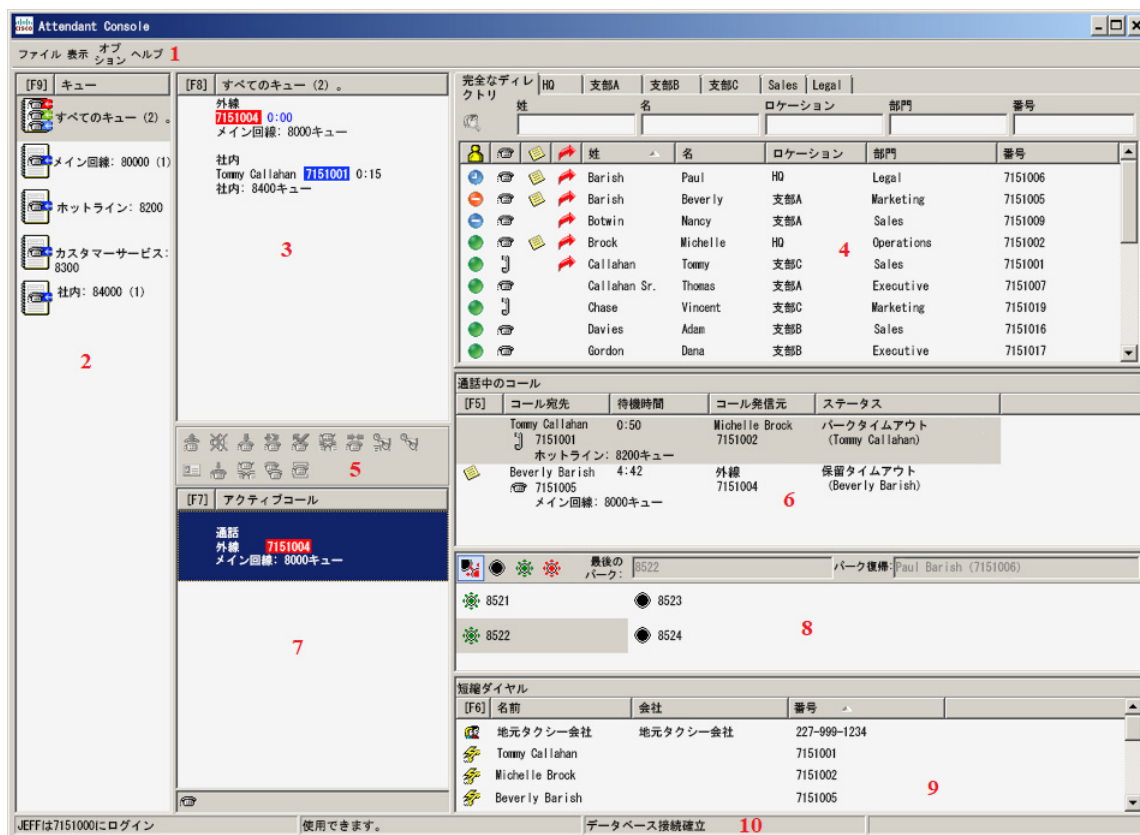 CISCO Attendant Console
ファイル 表示 オプション ヘルプ 1
[F9] キュー
すべてのキュー (2) 。
メイン回線: 80000 (1)
ホットライン: 8200
カスタマーサービス:
8300
社内: 84000 (1)
2
[F8] すべてのキュー (2) 。
外線
7151004 0:00
メイン回線: 8000キュー
社内
Tommy Callahan 7151001 0:15
社内: 8400キュー
3
5
[F7] アクティブコール
通話
外線 7151004
メイン回線: 8000キュー
7
完全なディレ
クトリ
HQ 支部A 支部B 支部C Sales Legal
姓 名 ロケーション 部門 番号
姓 名 ロケーション 部門 番号
Barish Paul HQ Legal 7151006
Barish Beverly 支部A Marketing 7151005
Botwin Nancy 支部A Sales 7151009
Brock Michelle HQ Operations 7151002
Callahan Tommy 支部C Sales 7151001
Callahan Sr. Thomas 支部A Executive 7151007
Chase Vincent 支部C Marketing 7151019
Davies Adam 支部B Sales 7151016
Gordon Dana 支部B Executive 7151017
4
通話中のコール
[F5] コール宛先 待機時間 コール発信元 ステータス
Tommy Callahan 0:50 Michelle Brock パークタイムアウト
7151001 7151002 (Tommy Callahan)
ホットライン: 8200キュー
Beverly Barish 4:42 外線 保留タイムアウト
7151005 7151004 (Beverly Barish)
メイン回線: 8000キュー
6
最後の
パーク: 8522 パーク復帰: Paul Barish (7151006)
8521 8523
8522 8524
8
短縮ダイヤル
[F6] 名前 会社 番号
地元タクシー会社 地元タクシー会社 227-999-1234
Tommy Callahan 7151001
Michelle Brock 7151002
Beverly Barish 7151005
9
JEFFは7151000にログイン 使用できます。 データベース接続確立 10